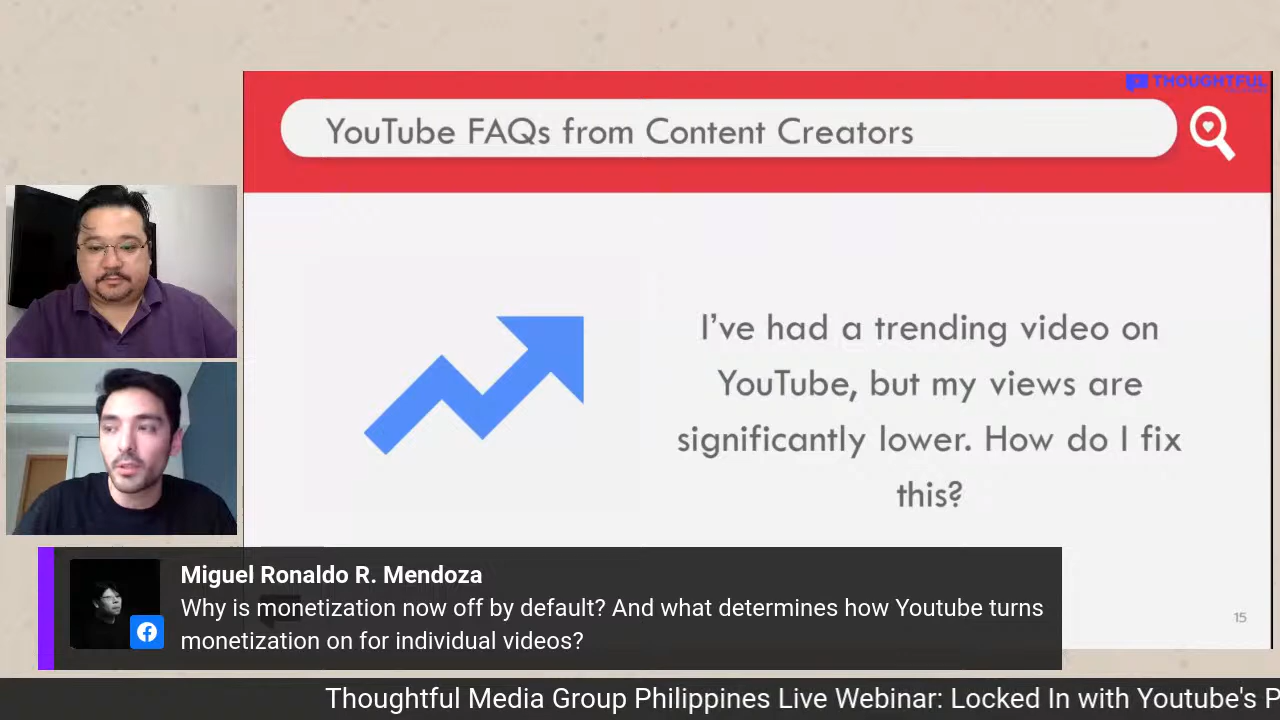 THOUGHTFUL
YouTube FAQs from Content Creators
I've had a trending video on
YouTube, but my views are
significantly lower. How do I fix
this?
Miguel Ronaldo R. Mendoza
Why is monetization now off by default? And what determines how Youtube turns
monetization on for individual videos?
15
Thoughtful Media Group Philippines Live Webinar: Locked In with Youtube's P